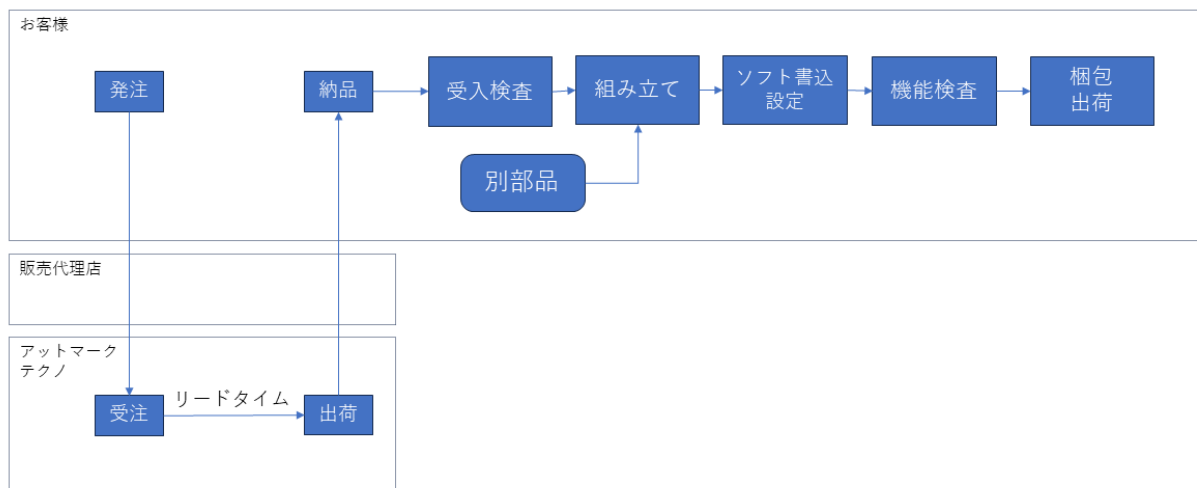 お客様
発注
納品
受入検査
組み立て
ソフト書込
設定
機能検査
梱包
出荷
別部品
販売代理店
アットマーク
テクノ
受注
リードタイム
出荷